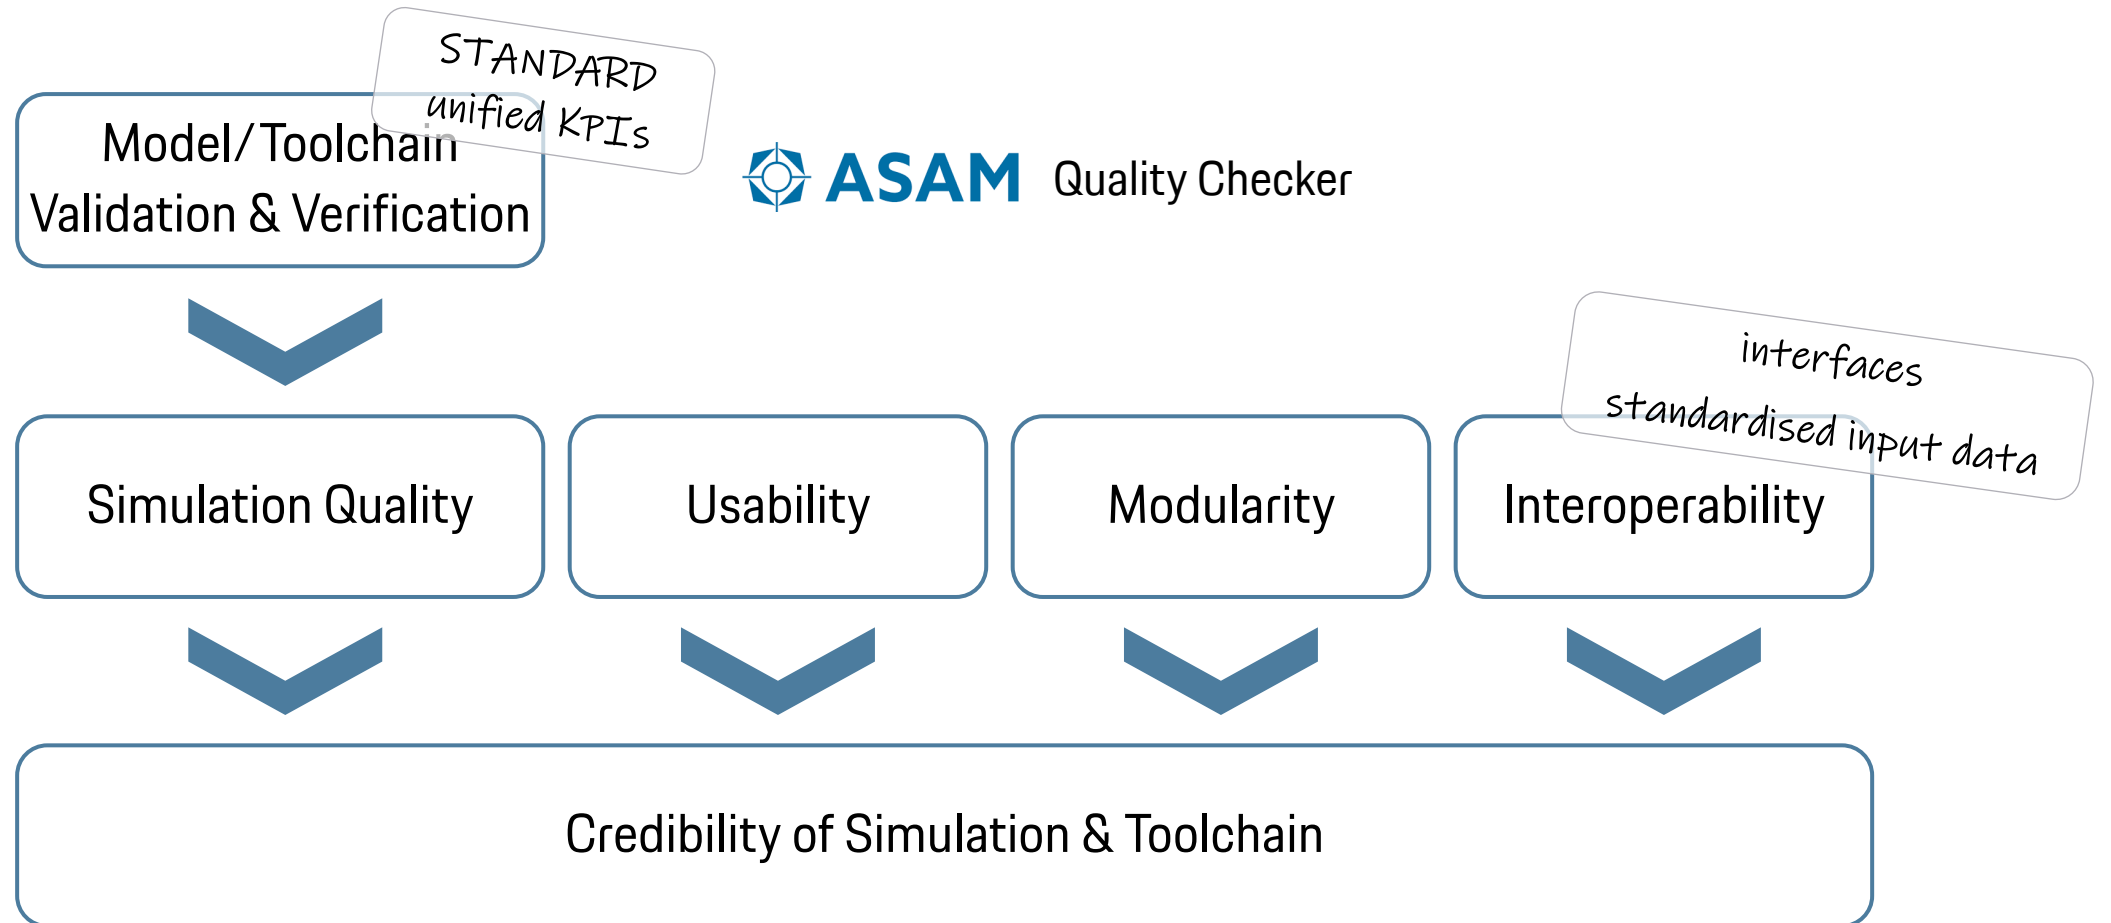 STANDARD
unified KPIs
Model/Toolchain
Validation & Verification
ASAM Quality Checker
interfaces
standardised input data
Simulation Quality
Usability
Modularity
Interoperability
Credibility of Simulation & Toolchain